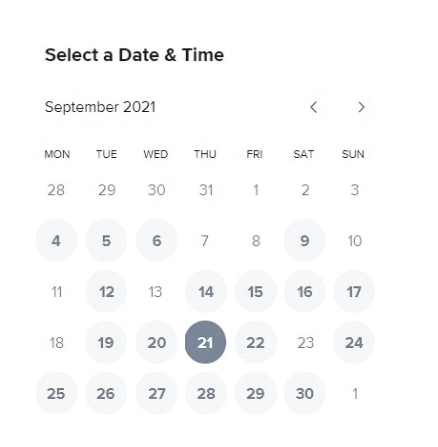 Select a Date & Time
September 2021
MON TUE WED THU FRI SAT SUN
28 29 30 31 1 2 3
4 5 6 7 8 9 10
11 12 13 14 15 16 17
18 19 20 21 22 23 24
25 26 27 28 29 30 1